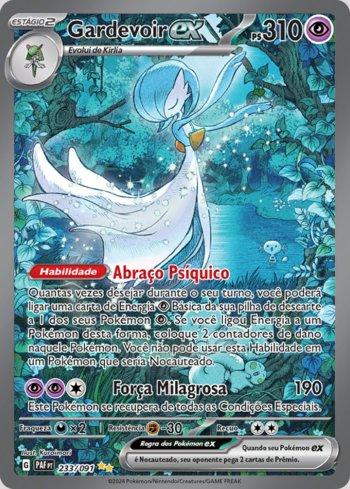 ESTÁGIO 2
Gardevoir ex
PS 310
Evolui de Kirlia
Habilidade Abraço Psíquico
Quantas vezes desejar durante o seu turno, você poderá
ligar uma carta de Energia Básica da sua pilha de descarte
a 1 dos seus Pokémon. Se você ligou Energia a um
Pokémon desta forma, coloque 2 contadores de dano
naquele Pokémon. Você não pode usar esta Habilidade em
um Pokémon que seria Nocauteado.
Força Milagrosa 190
Este Pokémon se recupera de todas as Condições Especiais.
Fraqueza ×2 Resistência -30 Recuo
Ilust. Kuroimori
Regra dos Pokémon ex
Quando seu Pokémon ex
é Nocauteado, seu oponente pega 2 cartas de Prêmio.
G PAF PT 233/091
©2024 Pokémon/Nintendo/Creatures/GAME FREAK